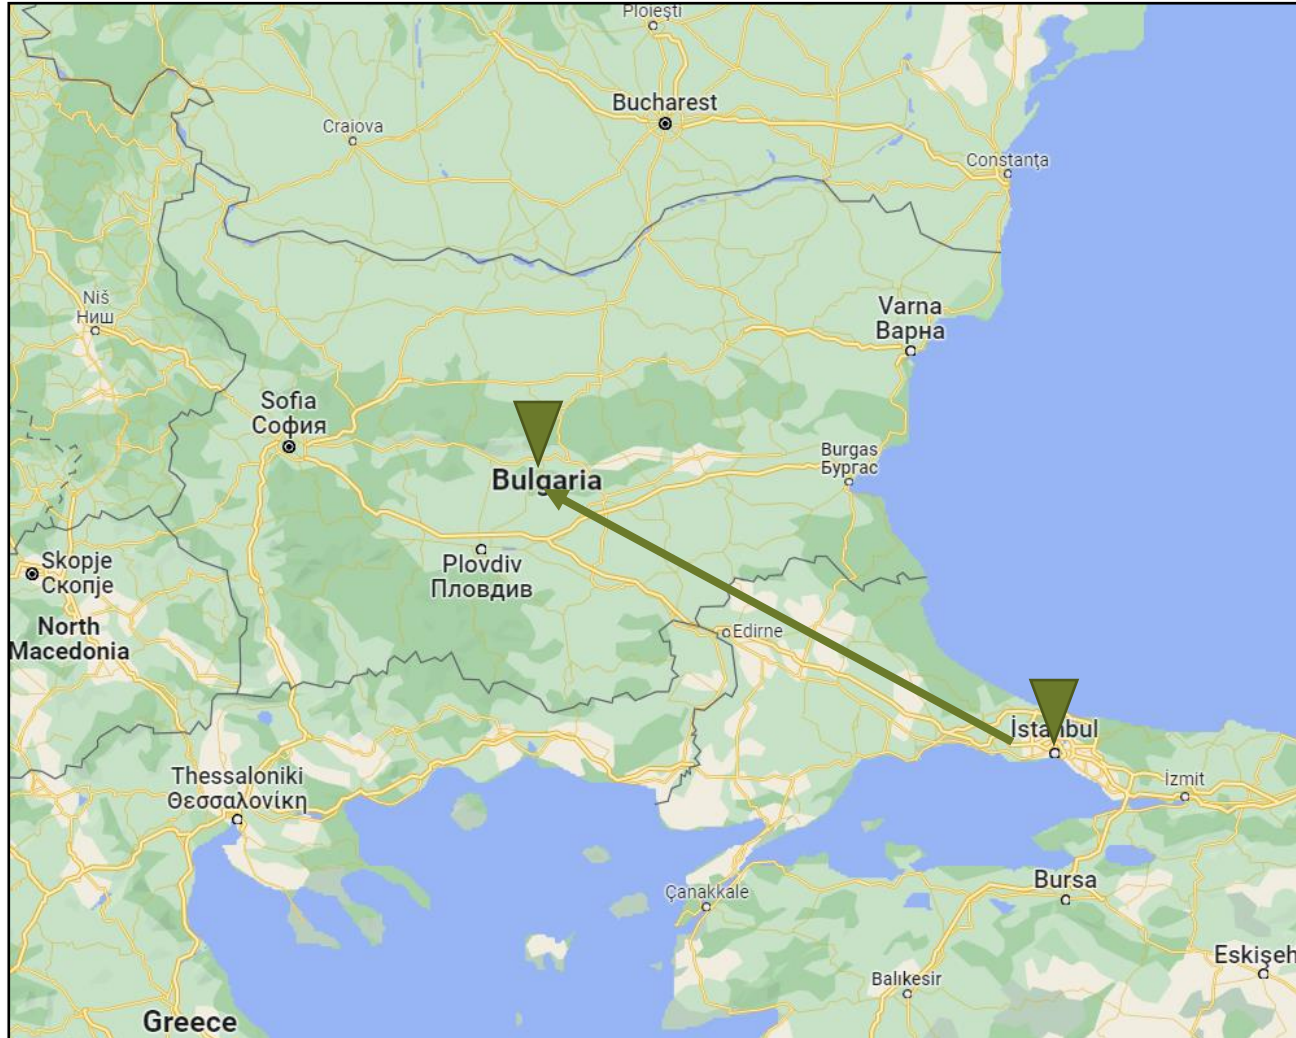 Ploiești
Bucharest
Craiova
Constanța
Niš
Ниш
Varna
Варна
Sofia
София
Burgas
Бургас
Bulgaria
Skopje
Скопје
Plovdiv
Пловдив
North
Macedonia
Edirne
İstanbul
Thessaloniki
Θεσσαλονίκη
İzmit
Bursa
Çanakkale
Eskişeh
Balıkesir
Greece